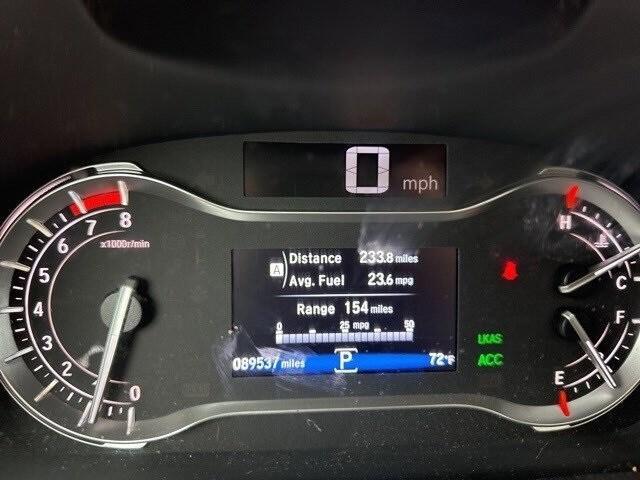 0 mph
8
7
6
5
4
3
2
1
0
x1000r/min
A
Distance 233.8 miles
Avg. Fuel 23.6 mpg
Range 154 miles
0 25 50
mpg
089537 miles P 72°F
LKAS
ACC
H
C
F
E